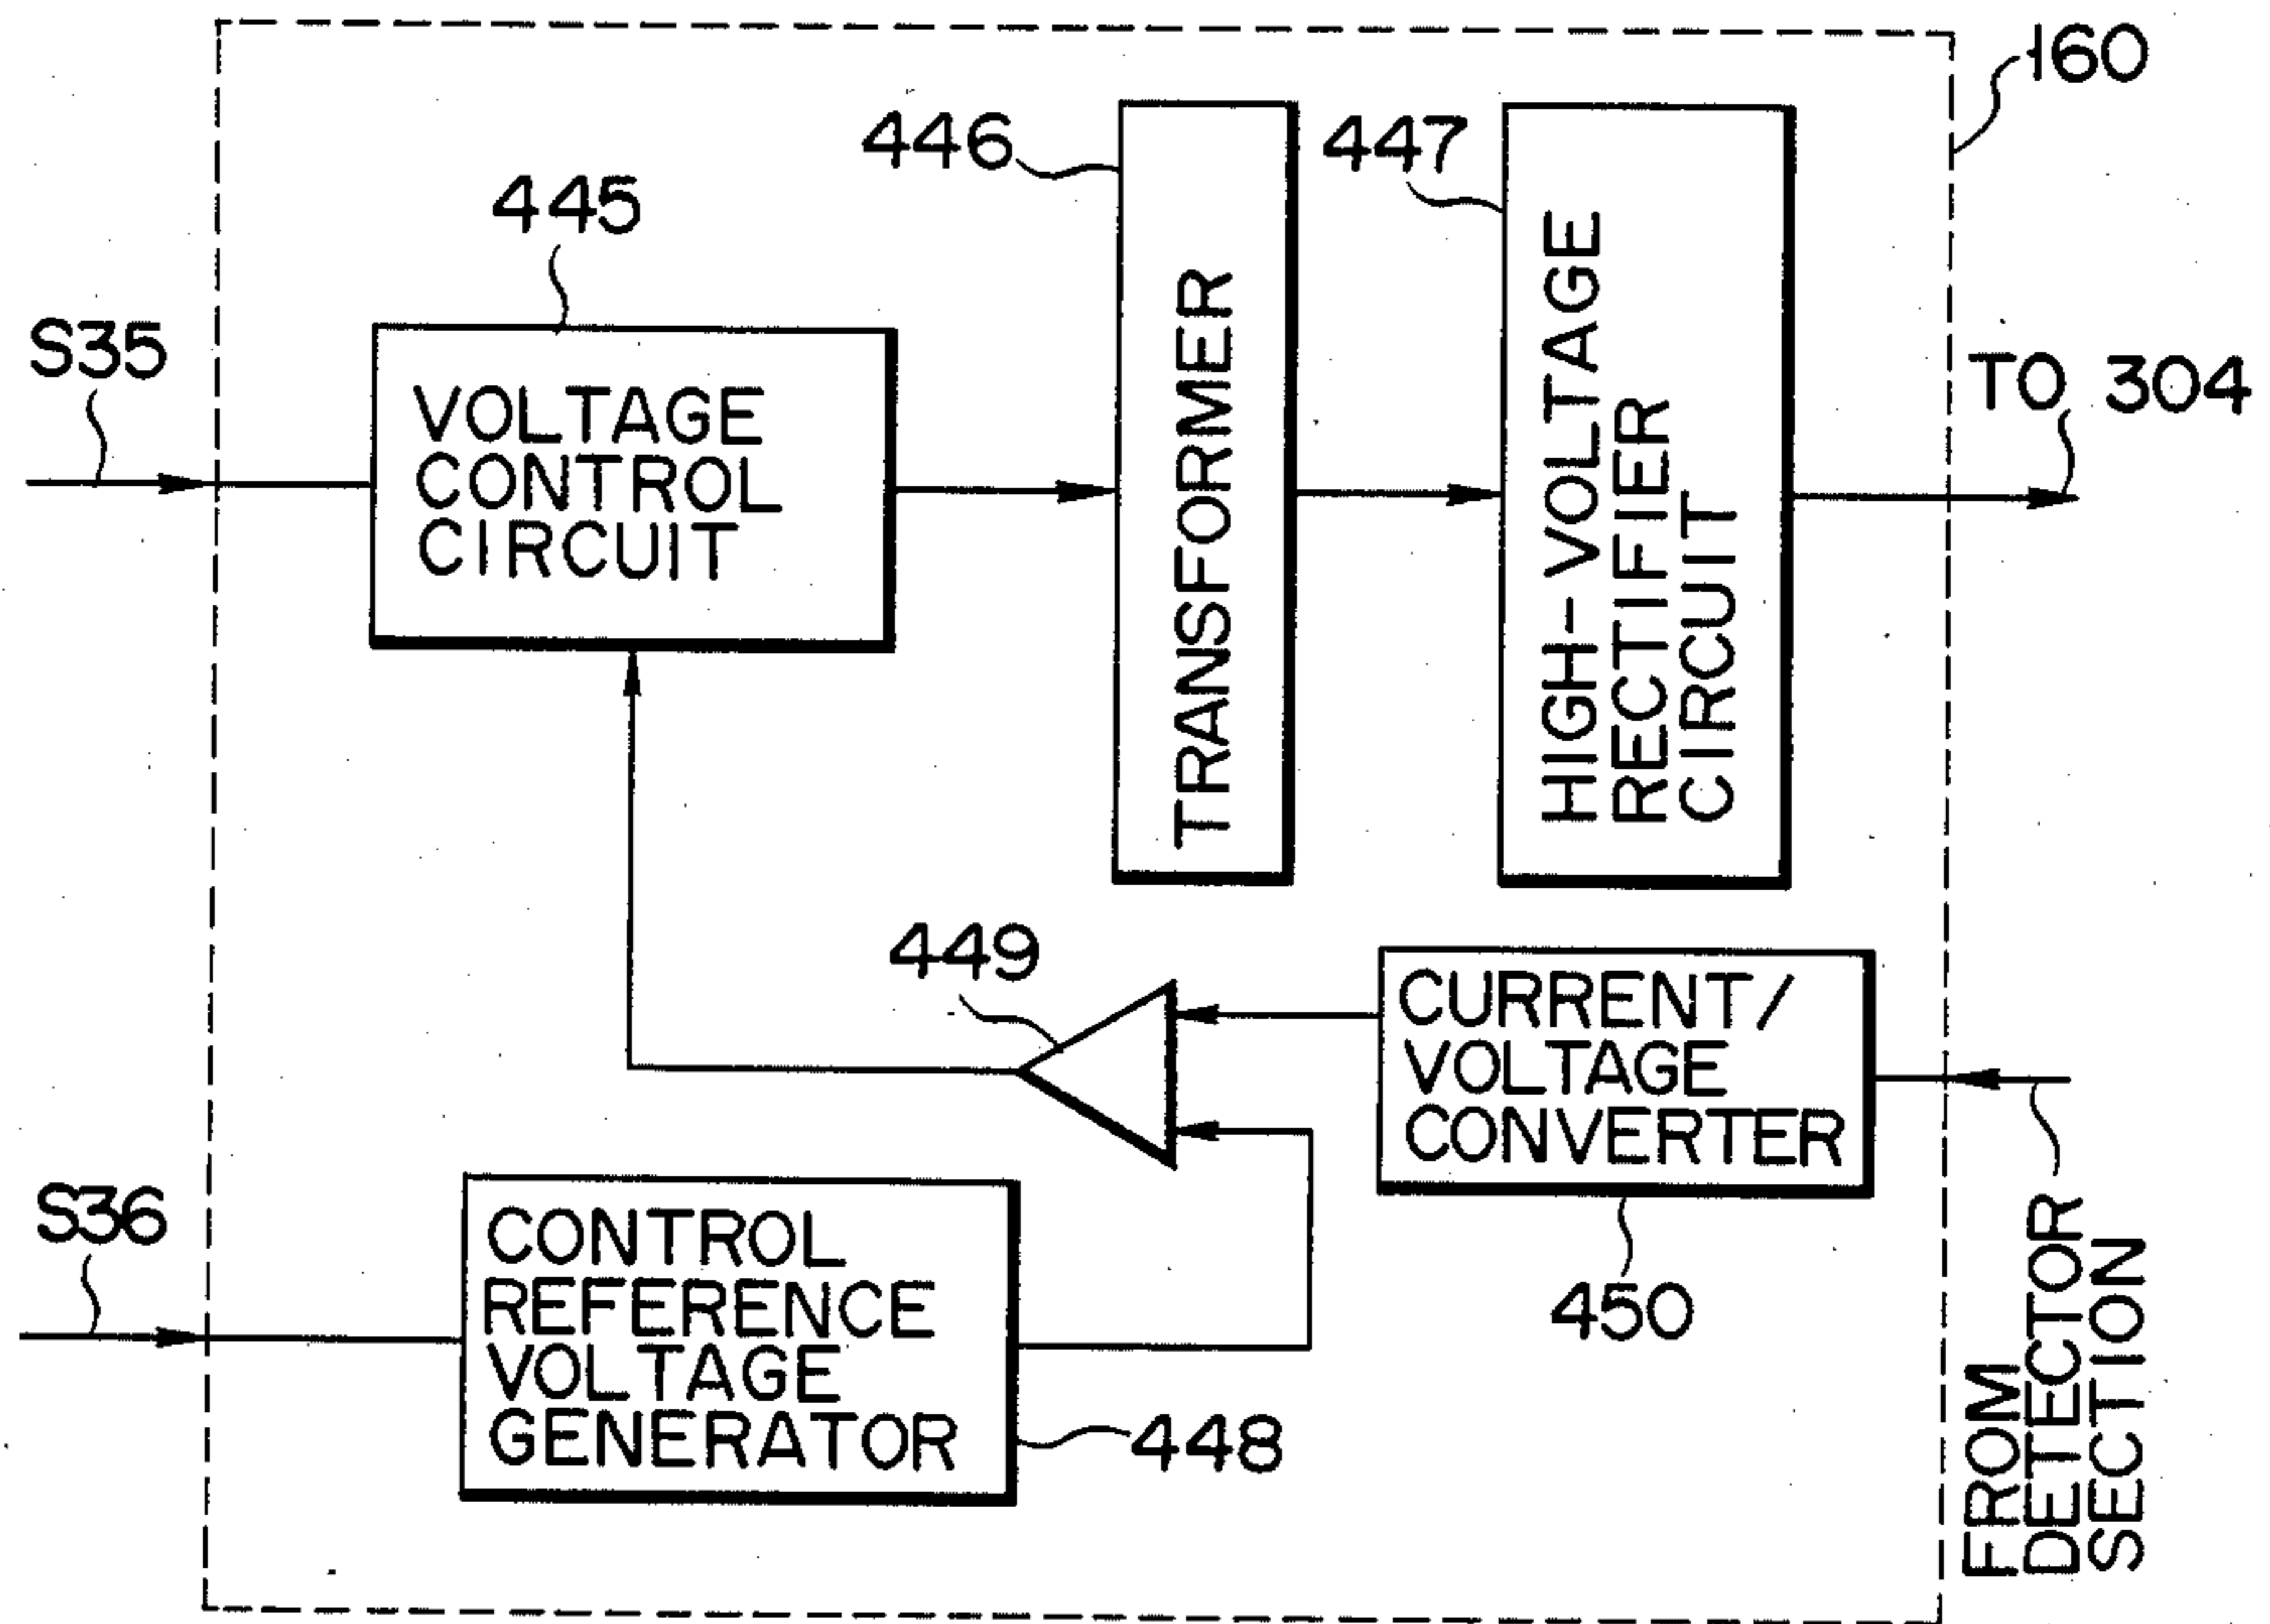 160
446
447
445
S35
TO 304
VOLTAGE
CONTROL
CIRCUIT
TRANSFORMER
HIGH-VOLTAGE
RECTIFIER
CIRCUIT
449
CURRENT/
VOLTAGE
CONVERTER
S36
CONTROL
REFERENCE
VOLTAGE
GENERATOR
450
448
FROM
DETECTOR
SECTION